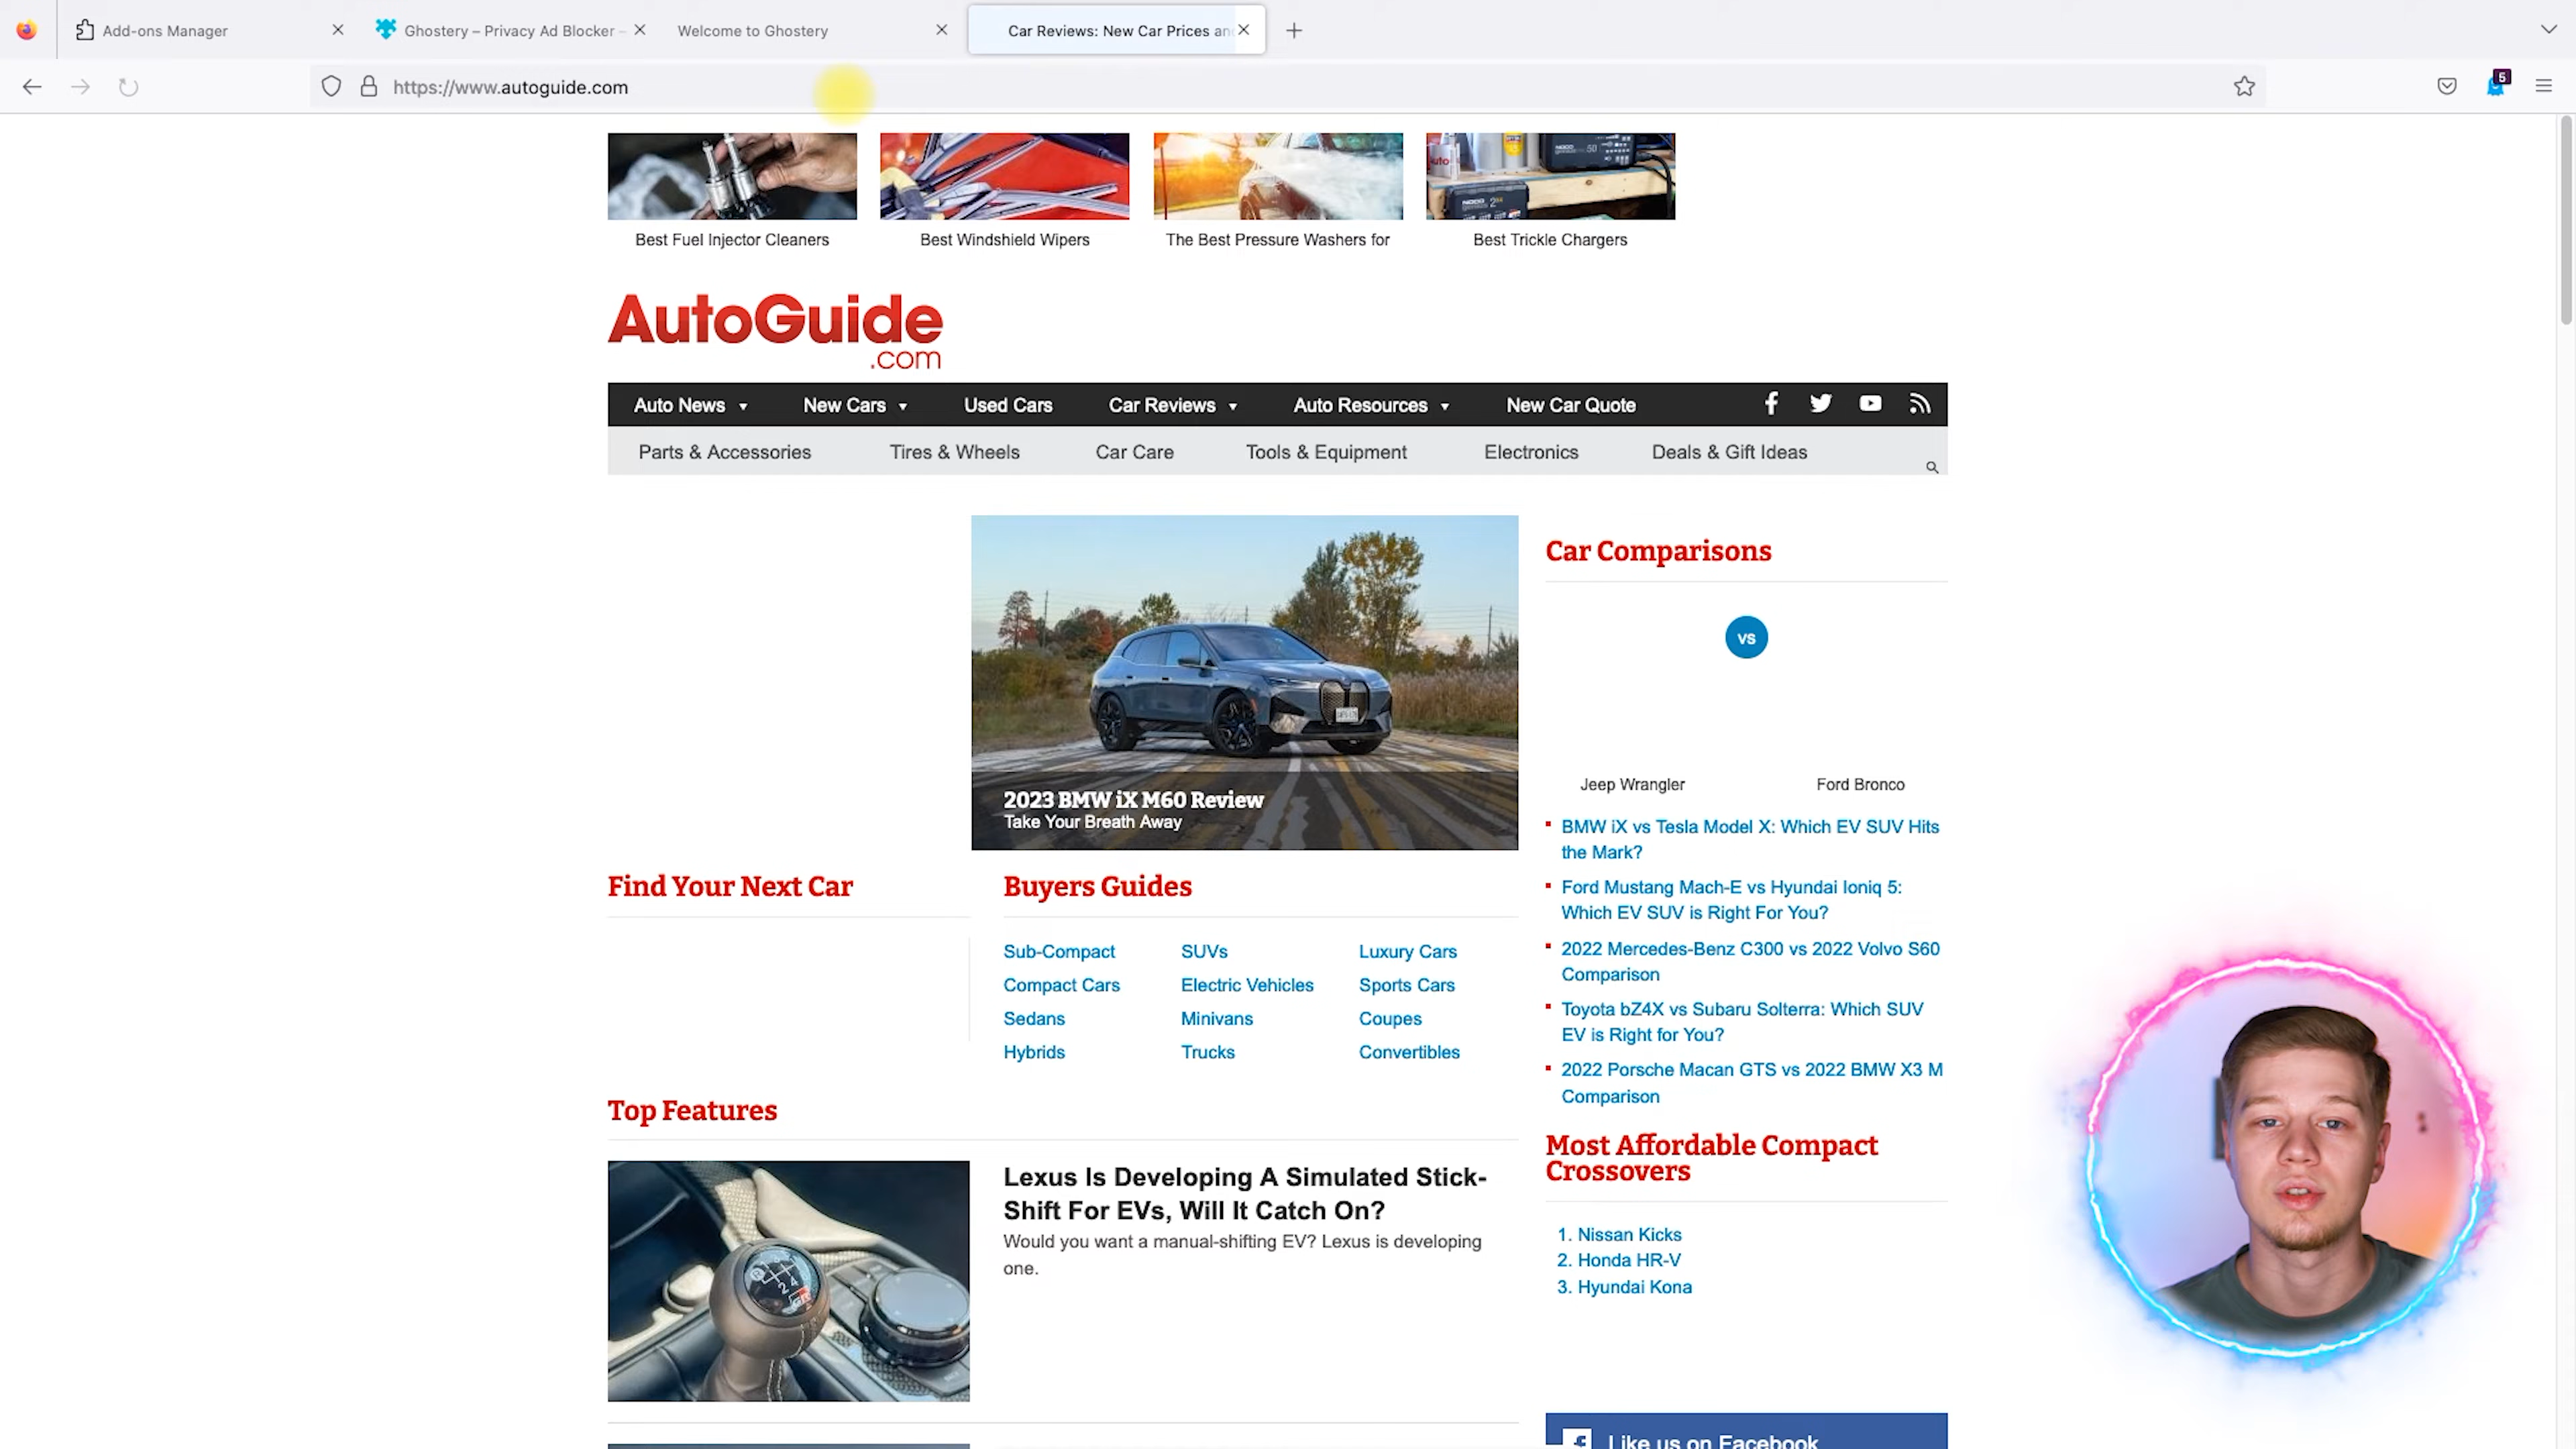 Add-ons Manager
Ghostery – Privacy Ad Blocker –
Welcome to Ghostery
Car Reviews: New Car Prices an
https://www.autoguide.com
5
Best Fuel Injector Cleaners
Best Windshield Wipers
The Best Pressure Washers for
Best Trickle Chargers
AutoGuide
.com
Auto News
New Cars
Used Cars
Car Reviews
Auto Resources
New Car Quote
Parts & Accessories
Tires & Wheels
Car Care
Tools & Equipment
Electronics
Deals & Gift Ideas
2023 BMW iX M60 Review
Take Your Breath Away
Car Comparisons
vs
Jeep Wrangler
Ford Bronco
BMW iX vs Tesla Model X: Which EV SUV Hits
the Mark?
Ford Mustang Mach-E vs Hyundai Ioniq 5:
Which EV SUV is Right For You?
2022 Mercedes-Benz C300 vs 2022 Volvo S60
Comparison
Toyota bZ4X vs Subaru Solterra: Which SUV
EV is Right for You?
2022 Porsche Macan GTS vs 2022 BMW X3 M
Comparison
Find Your Next Car
Buyers Guides
Sub-Compact
SUVs
Luxury Cars
Compact Cars
Electric Vehicles
Sports Cars
Sedans
Minivans
Coupes
Hybrids
Trucks
Convertibles
Top Features
Lexus Is Developing A Simulated Stick-
Shift For EVs, Will It Catch On?
Would you want a manual-shifting EV? Lexus is developing
one.
Most Affordable Compact
Crossovers
1. Nissan Kicks
2. Honda HR-V
3. Hyundai Kona
Like us on Facebook